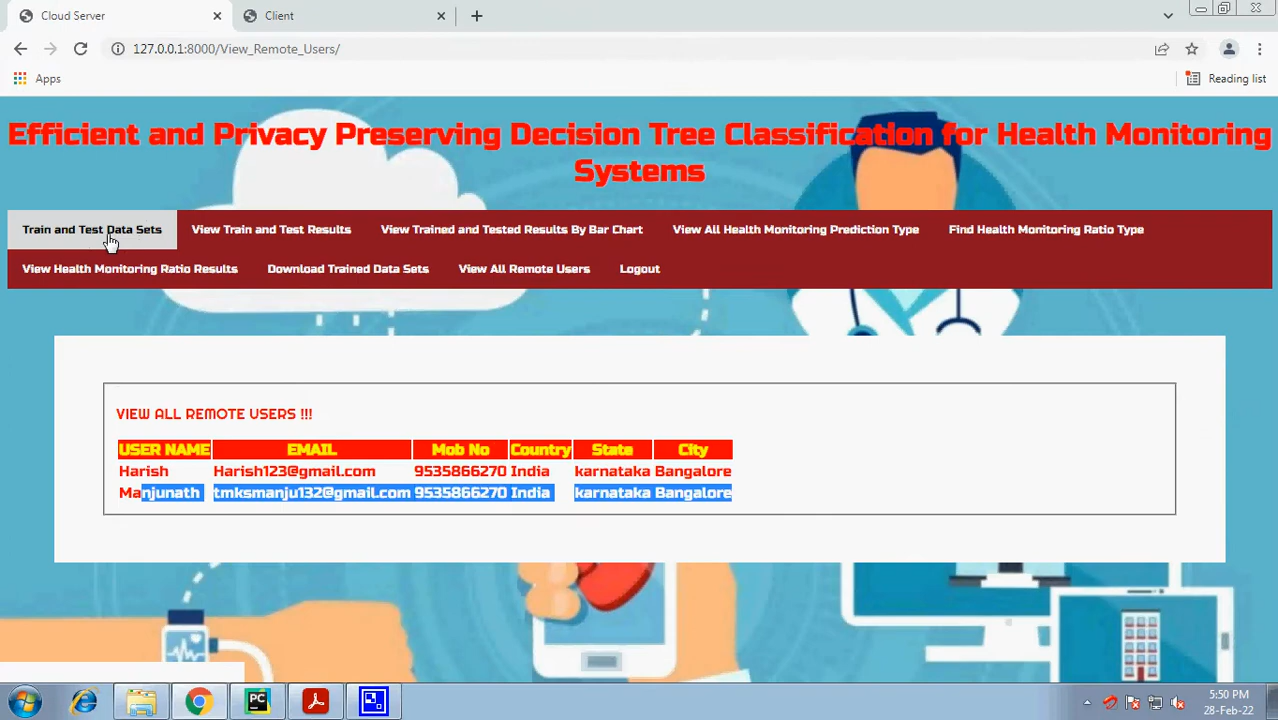 Cloud Server
Client
127.0.0.1:8000/View_Remote_Users/
Apps
Reading list
Efficient and Privacy Preserving Decision Tree Classification for Health Monitoring
Systems
Train and Test Data Sets
View Train and Test Results
View Trained and Tested Results By Bar Chart
View All Health Monitoring Prediction Type
Find Health Monitoring Ratio Type
View Health Monitoring Ratio Results
Download Trained Data Sets
View All Remote Users
Logout
VIEW ALL REMOTE USERS !!!
USER NAME EMAIL Mob No Country State City
Harish Harish123@gmail.com 9535866270 India karnataka Bangalore
Manjunath tmksmanju132@gmail.com 9535866270 India karnataka Bangalore
PC
5:50 PM
28-Feb-22